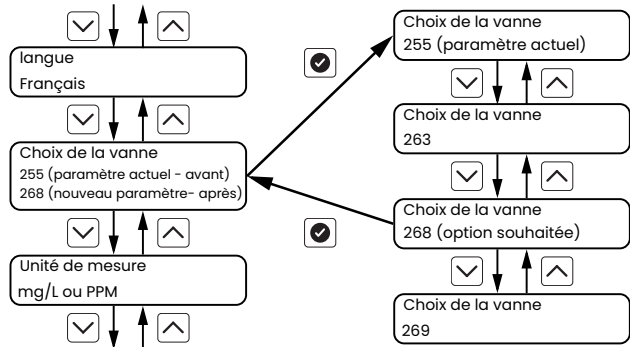 langue
Français
Choix de la vanne
255 (paramètre actuel - avant)
268 (nouveau paramètre- après)
Unité de mesure
mg/L ou PPM
Choix de la vanne
255 (paramètre actuel)
Choix de la vanne
263
Choix de la vanne
268 (option souhaitée)
Choix de la vanne
269